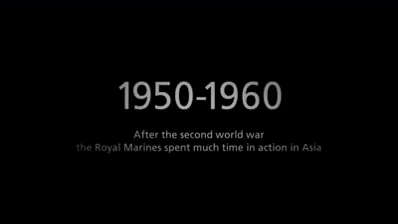 1950-1960
After the second world war
the Royal Marines spent much time in action in Asia